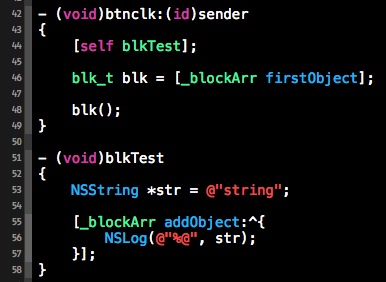 42 – (void)btnclk:(id)sender
43 {
44     [self blkTest];
45
46     blk_t blk = [_blockArr firstObject];
47
48     blk();
49 }
50
51 – (void)blkTest
52 {
53     NSString *str = @"string";
54
55     [_blockArr addObject:^{
56         NSLog(@"%@", str);
57     }];
58 }